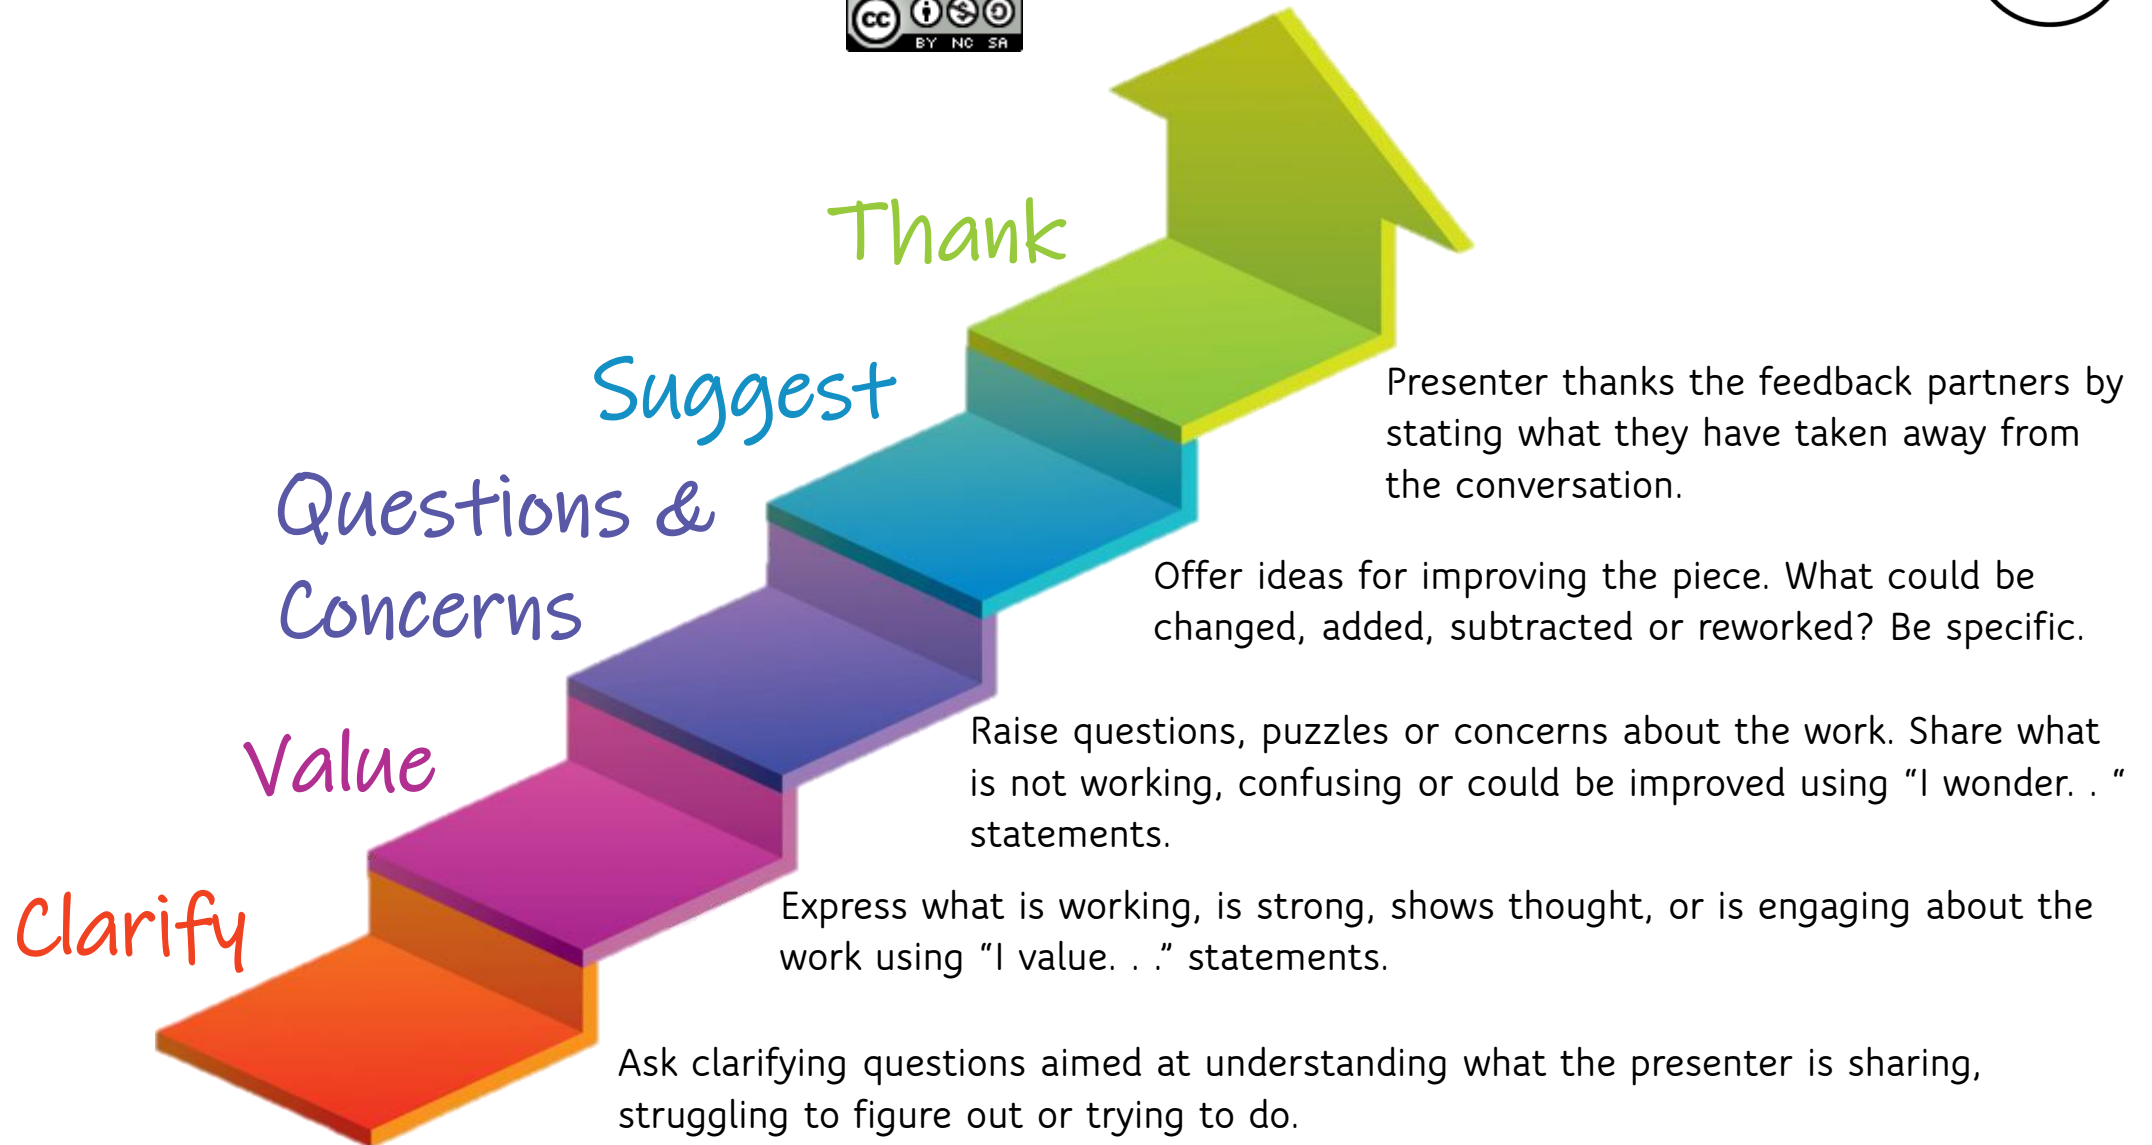 cc
BY NC SA
Thank
Suggest
Questions &
Concerns
Value
Clarify
Presenter thanks the feedback partners by
stating what they have taken away from
the conversation.
Offer ideas for improving the piece. What could be
changed, added, subtracted or reworked? Be specific.
Raise questions, puzzles or concerns about the work. Share what
is not working, confusing or could be improved using “I wonder. . “
statements.
Express what is working, is strong, shows thought, or is engaging about the
work using “I value. . .” statements.
Ask clarifying questions aimed at understanding what the presenter is sharing,
struggling to figure out or trying to do.